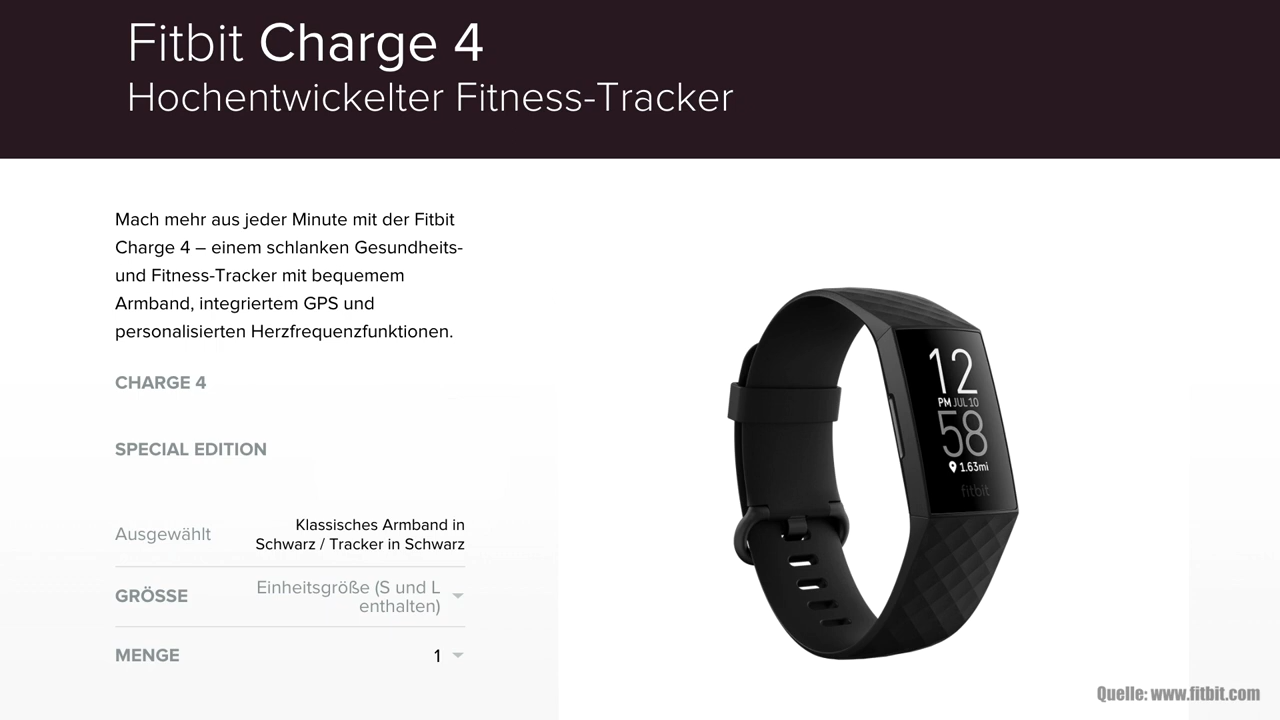 Fitbit Charge 4
Hochentwickelter Fitness-Tracker
Mach mehr aus jeder Minute mit der Fitbit
Charge 4 – einem schlanken Gesundheits-
und Fitness-Tracker mit bequemem
Armband, integriertem GPS und
personalisierten Herzfrequenzfunktionen.
CHARGE 4
SPECIAL EDITION
Ausgewählt
Klassisches Armband in
Schwarz / Tracker in Schwarz
GRÖSSE
Einheitsgröße (S und L
enthalten)
MENGE
1
12
PM JUL 10
58
1.63mi
fitbit
Quelle: www.fitbit.com